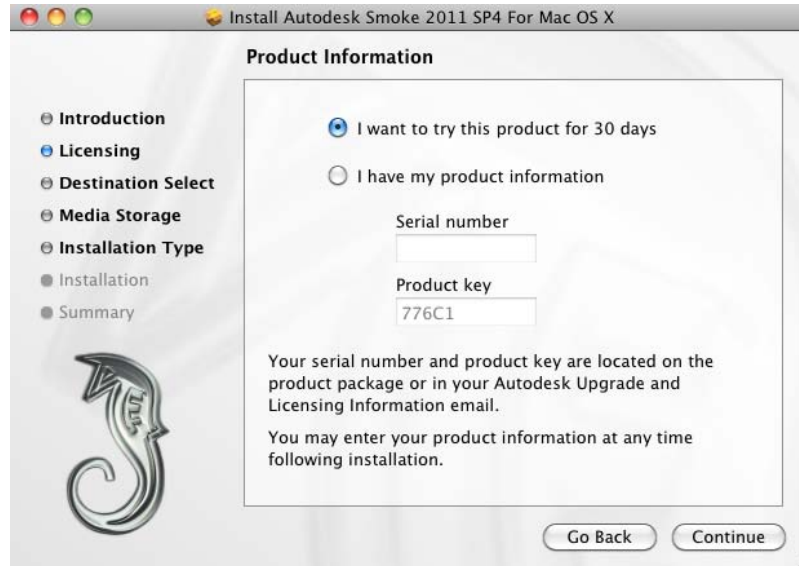 Install Autodesk Smoke 2011 SP4 For Mac OS X
Product Information
Introduction
Licensing
Destination Select
Media Storage
Installation Type
Installation
Summary
I want to try this product for 30 days
I have my product information
Serial number
Product key
776C1
Your serial number and product key are located on the
product package or in your Autodesk Upgrade and
Licensing Information email.
You may enter your product information at any time
following installation.
Go Back
Continue